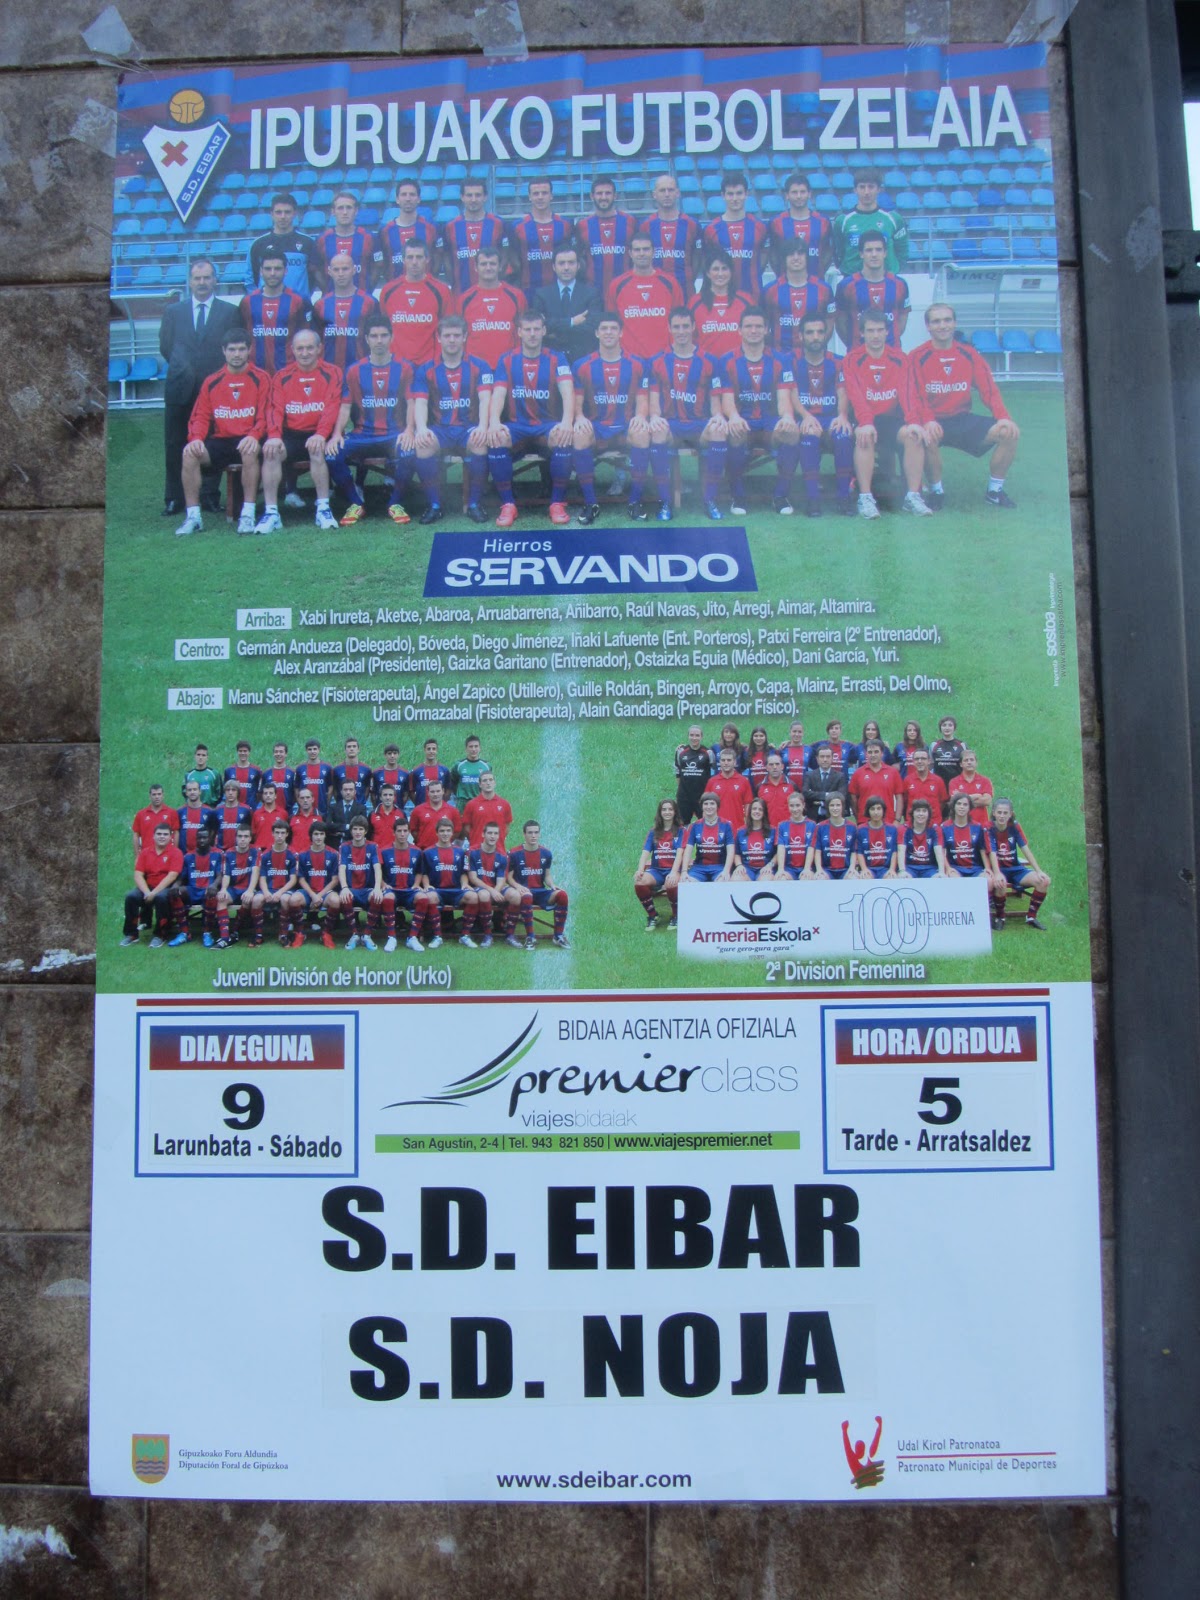 IPURUAKO FUTBOL ZELAIA
S.D. EIBAR
Hierros
SERVANDO
Arriba: Xabi Irureta, Aketxe, Abaroa, Arruabarrena, Añibarro, Raúl Navas, Jito, Arregi, Airnar, Altamira.
Centro: Germán Andueza (Delegado), Bóveda, Diego Jiménez, Iñaki Lafuente (Ent. Porteros), Patxi Ferreira (2º Entrenador),
Alex Aranzábal (Presidente), Gaizka Garitano (Entrenador), Ostaizka Eguia (Médico), Dani García, Yuri.
Abajo: Manu Sánchez (Fisioterapeuta), Ángel Zapico (Utillero), Guille Roldán, Bingen, Arroyo, Capa, Mainz, Errasti, Del Olmo,
Unai Ormazabal (Fisioterapeuta), Alain Gandiaga (Preparador Físico).
ArmeriaEskola
"gure gero-gura gara"
100 URTEURRENA
Juvenil División de Honor (Urko)
2ª Division Femenina
DIA/EGUNA
9
Larunbata - Sábado
BIDAIA AGENTZIA OFIZIALA
premierclass
viajesbidaiak
San Agustín, 2-4 | Tel. 943 821 850 | www.viajespremier.net
HORA/ORDUA
5
Tarde - Arratsaldez
S.D. EIBAR
S.D. NOJA
Gipuzkoako Foru Aldundia
Diputación Foral de Gipuzkoa
www.sdeibar.com
Udal Kirol Patronatoa
Patronato Municipal de Deportes